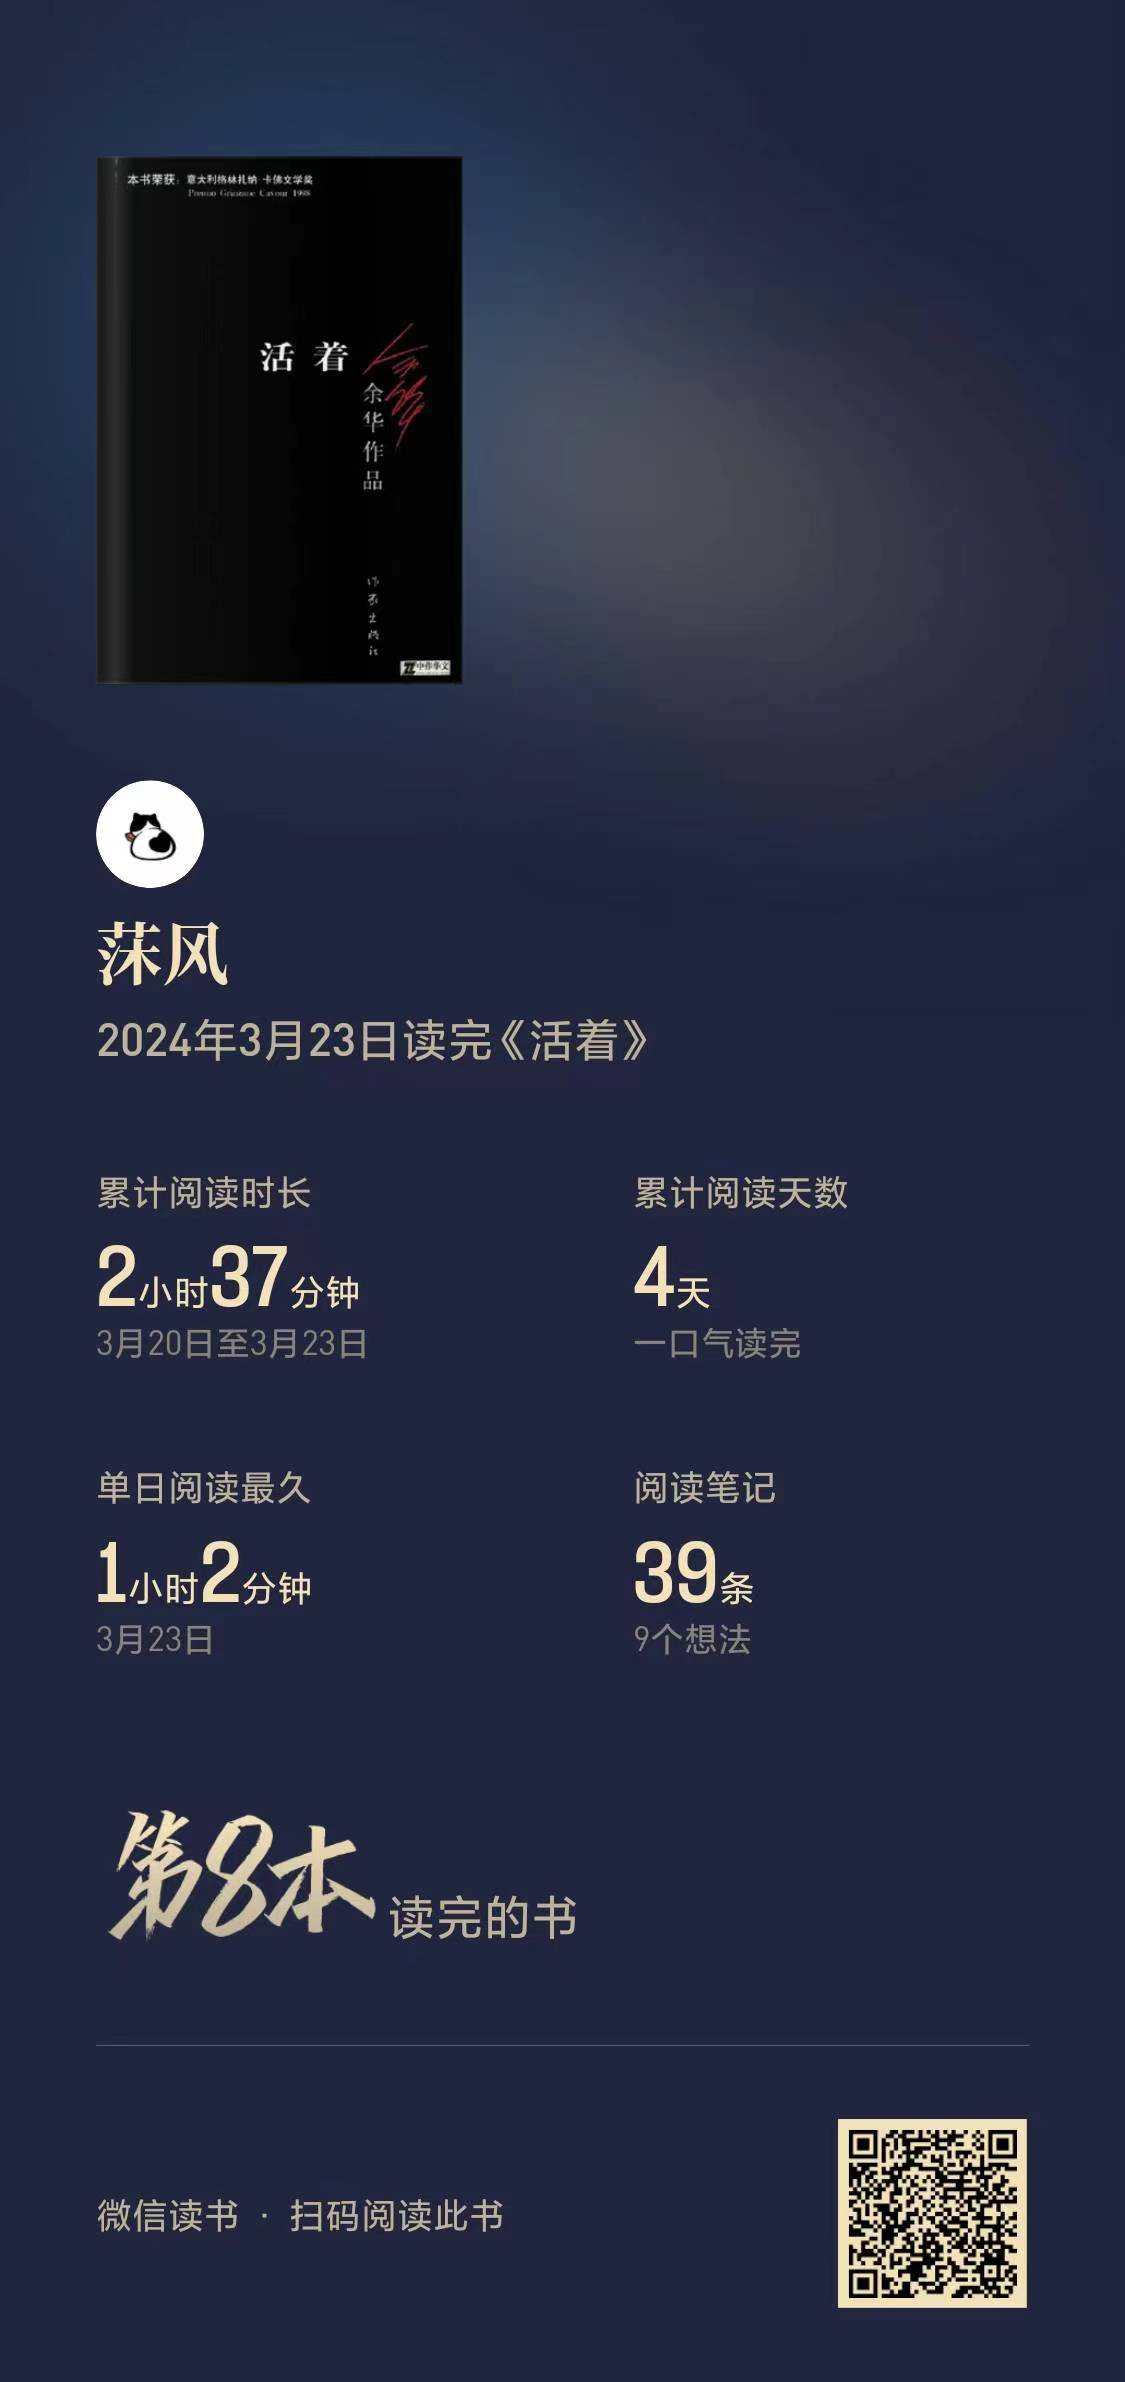 本书荣获：意大利格林扎纳·卡佛文学奖
Premio Grinzane Cavour 1998
活着
余华作品
作家出版社
中作华文
莯风
2024年3月23日读完《活着》
累计阅读时长
累计阅读天数
2小时37分钟
4天
3月20日至3月23日
一口气读完
单日阅读最久
阅读笔记
1小时2分钟
39条
3月23日
9个想法
第8本 读完的书
微信读书 · 扫码阅读此书